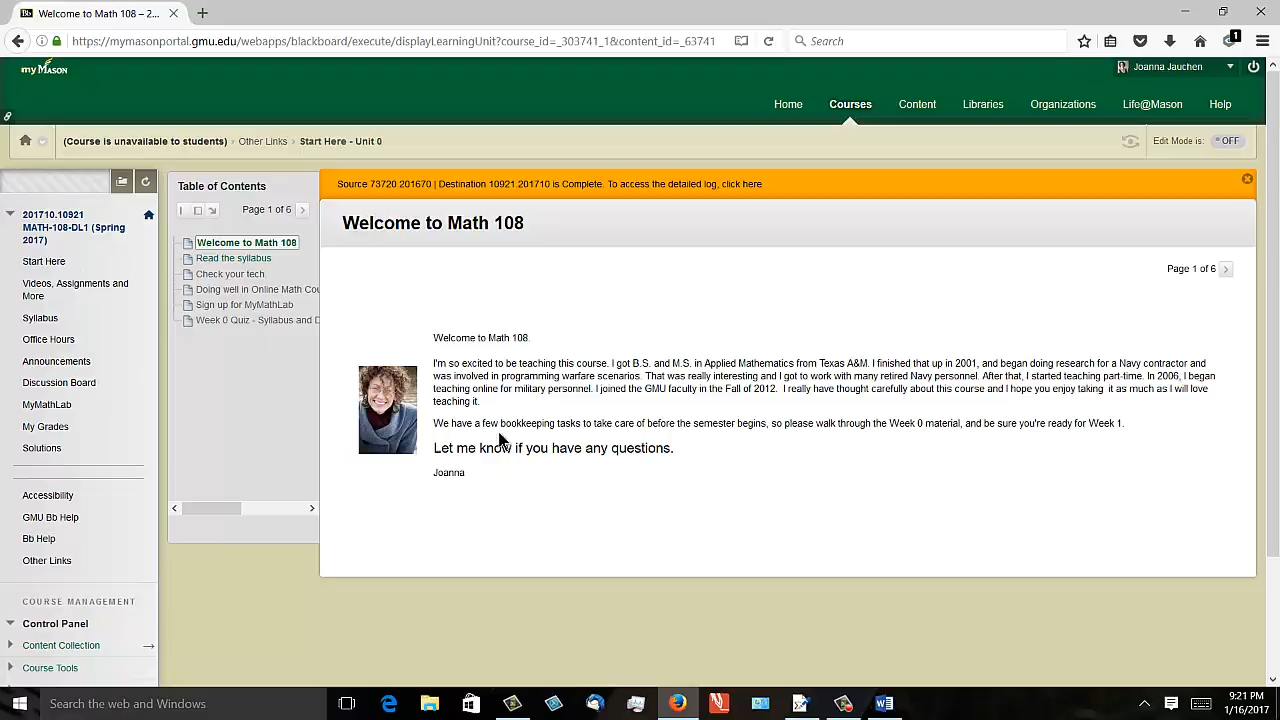 Welcome to Math 108 – 2...
https://mymasonportal.gmu.edu/webapps/blackboard/execute/displayLearningUnit?course_id=_303741_1&content_id=_63741
Search
1
myMason
Joanna Jauchen
Home
Courses
Content
Libraries
Organizations
Life@Mason
Help
(Course is unavailable to students)
Other Links
Start Here - Unit 0
Edit Mode is:
OFF
Table of Contents
Page 1 of 6
Welcome to Math 108
Read the syllabus
Check your tech
Doing well in Online Math Cou
Sign up for MyMathLab
Week 0 Quiz - Syllabus and D
201710.10921
MATH-108-DL1 (Spring
2017)
Start Here
Videos, Assignments and
More
Syllabus
Office Hours
Announcements
Discussion Board
MyMathLab
My Grades
Solutions
Accessibility
GMU Bb Help
Bb Help
Other Links
COURSE MANAGEMENT
Control Panel
Content Collection
Course Tools
Source 73720.201670 | Destination 10921.201710 is Complete. To access the detailed log, click here
Welcome to Math 108
Page 1 of 6
Welcome to Math 108.
I'm so excited to be teaching this course. I got B.S. and M.S. in Applied Mathematics from Texas A&M. I finished that up in 2001, and began doing research for a Navy contractor and
was involved in programming warfare scenarios. That was really interesting and I got to work with many retired Navy personnel. After that, I started teaching part-time. In 2006, I began
teaching online for military personnel. I joined the GMU faculty in the Fall of 2012. I really have thought carefully about this course and I hope you enjoy taking it as much as I will love
teaching it.
We have a few bookkeeping tasks to take care of before the semester begins, so please walk through the Week 0 material, and be sure you're ready for Week 1.
Let me know if you have any questions.
Joanna
Search the web and Windows
9:21 PM
1/16/2017